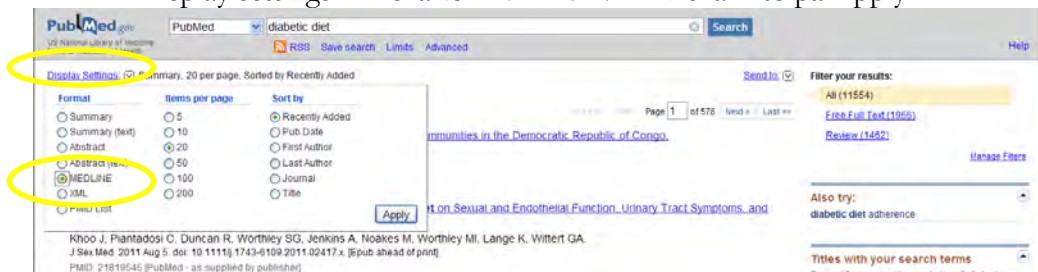 PubMed.gov PubMed diabetic diet Search
US National Library of Medicine
RSS Save search Limits Advanced Help
Display Settings: Summary, 20 per page, Sorted by Recently Added Send to: Filter your results:
Format Items per page Sort by All (11554)
Summary 5 Recently Added Page 1 of 578 Next > Last >> Free Full Text (1955)
Summary (text) 10 Pub Date mmunities in the Democratic Republic of Congo. Review (1462)
Abstract 20 First Author
Abstract (text) 50 Last Author Manage Filters
MEDLINE 100 Journal
XML 200 Title Also try:
PMID List Apply t on Sexual and Endothelial Function, Urinary Tract Symptoms, and diabetic diet adherence
Khoo J, Piantadosi C, Duncan R, Worthley SG, Jenkins A, Noakes M, Worthley MI, Lange K, Wittert GA.
J Sex Med. 2011 Aug 5. doi: 10.1111/j.1743-6109.2011.02417.x. [Epub ahead of print]
PMID: 21819545 [PubMed - as supplied by publisher] Titles with your search terms